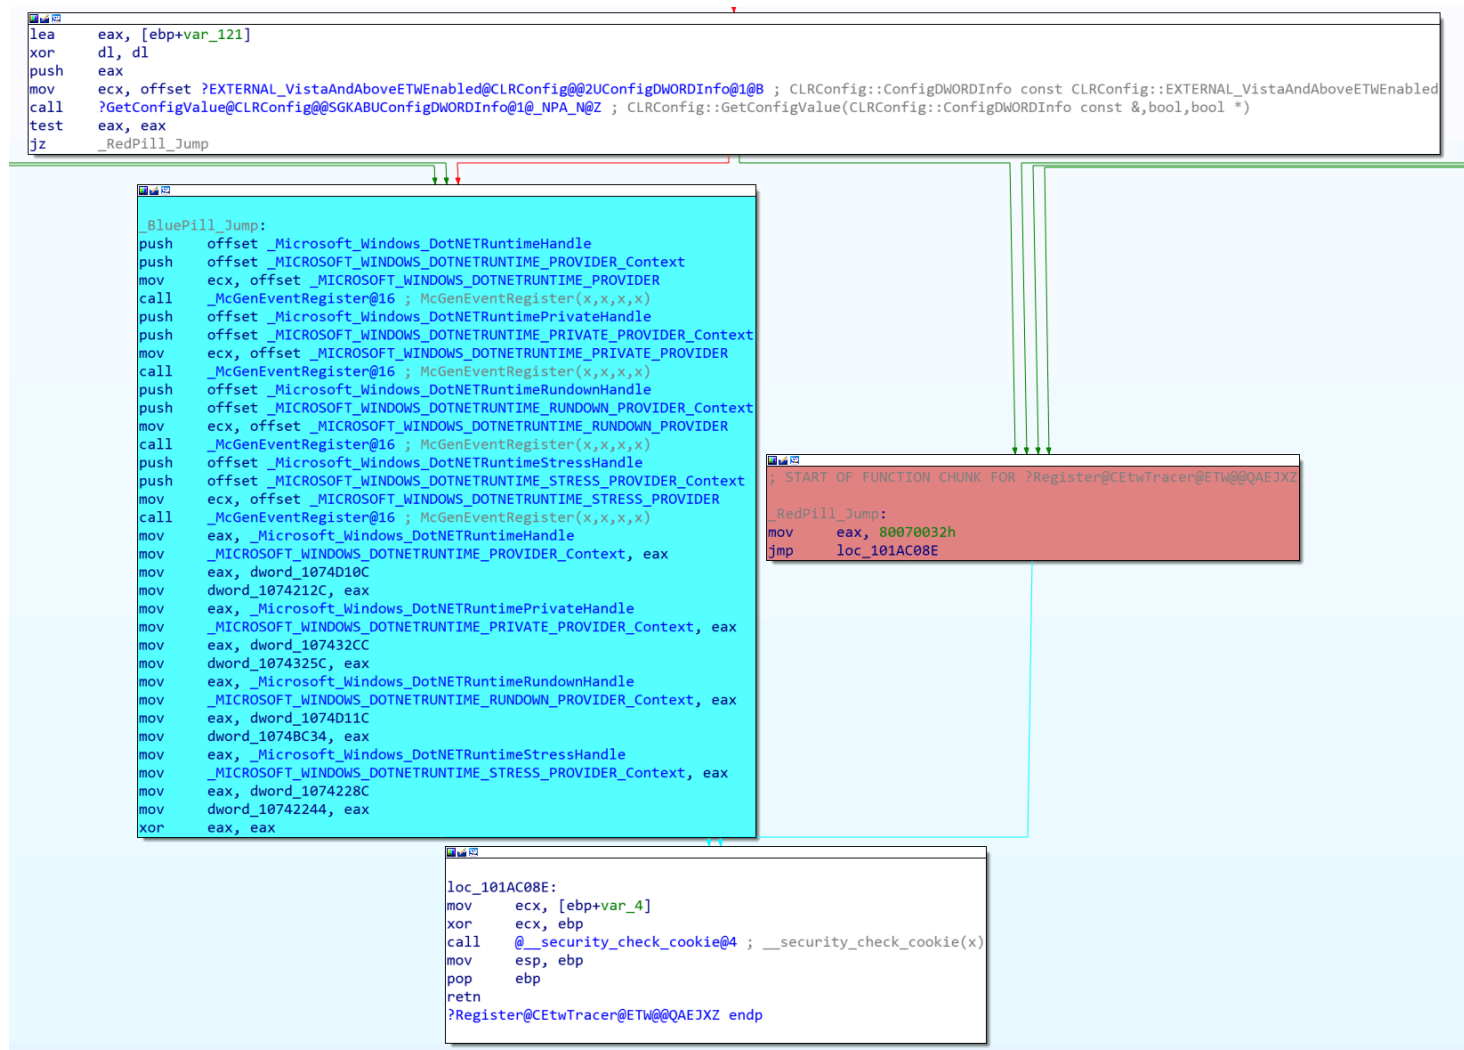 lea     eax, [ebp+var_121]
xor     dl, dl
push    eax
mov     ecx, offset ?EXTERNAL_VistaAndAboveETWEnabled@CLRConfig@@2UConfigDWORDInfo@1@B ; CLRConfig::ConfigDWORDInfo const CLRConfig::EXTERNAL_VistaAndAboveETWEnabled
call    ?GetConfigValue@CLRConfig@@SGKABUConfigDWORDInfo@1@_NPA_N@Z ; CLRConfig::GetConfigValue(CLRConfig::ConfigDWORDInfo const &,bool,bool *)
test    eax, eax
jz      _RedPill_Jump
_BluePill_Jump:
push    offset _Microsoft_Windows_DotNETRuntimeHandle
push    offset _MICROSOFT_WINDOWS_DOTNETRUNTIME_PROVIDER_Context
mov     ecx, offset _MICROSOFT_WINDOWS_DOTNETRUNTIME_PROVIDER
call    _McGenEventRegister@16 ; McGenEventRegister(x,x,x,x)
push    offset _Microsoft_Windows_DotNETRuntimePrivateHandle
push    offset _MICROSOFT_WINDOWS_DOTNETRUNTIME_PRIVATE_PROVIDER_Context
mov     ecx, offset _MICROSOFT_WINDOWS_DOTNETRUNTIME_PRIVATE_PROVIDER
call    _McGenEventRegister@16 ; McGenEventRegister(x,x,x,x)
push    offset _Microsoft_Windows_DotNETRuntimeRundownHandle
push    offset _MICROSOFT_WINDOWS_DOTNETRUNTIME_RUNDOWN_PROVIDER_Context
mov     ecx, offset _MICROSOFT_WINDOWS_DOTNETRUNTIME_RUNDOWN_PROVIDER
call    _McGenEventRegister@16 ; McGenEventRegister(x,x,x,x)
push    offset _Microsoft_Windows_DotNETRuntimeStressHandle
push    offset _MICROSOFT_WINDOWS_DOTNETRUNTIME_STRESS_PROVIDER_Context
mov     ecx, offset _MICROSOFT_WINDOWS_DOTNETRUNTIME_STRESS_PROVIDER
call    _McGenEventRegister@16 ; McGenEventRegister(x,x,x,x)
mov     eax, _Microsoft_Windows_DotNETRuntimeHandle
mov     _MICROSOFT_WINDOWS_DOTNETRUNTIME_PROVIDER_Context, eax
mov     eax, dword_1074D10C
mov     dword_1074212C, eax
mov     eax, _Microsoft_Windows_DotNETRuntimePrivateHandle
mov     _MICROSOFT_WINDOWS_DOTNETRUNTIME_PRIVATE_PROVIDER_Context, eax
mov     eax, dword_107432CC
mov     dword_1074325C, eax
mov     eax, _Microsoft_Windows_DotNETRuntimeRundownHandle
mov     _MICROSOFT_WINDOWS_DOTNETRUNTIME_RUNDOWN_PROVIDER_Context, eax
mov     eax, dword_1074D11C
mov     dword_1074BC34, eax
mov     eax, _Microsoft_Windows_DotNETRuntimeStressHandle
mov     _MICROSOFT_WINDOWS_DOTNETRUNTIME_STRESS_PROVIDER_Context, eax
mov     eax, dword_1074228C
mov     dword_10742244, eax
xor     eax, eax
; START OF FUNCTION CHUNK FOR ?Register@CEtwTracer@ETW@@QAEJXZ
_RedPill_Jump:
mov     eax, 80070032h
jmp     loc_101AC08E
loc_101AC08E:
mov     ecx, [ebp+var_4]
xor     ecx, ebp
call    @__security_check_cookie@4 ; __security_check_cookie(x)
mov     esp, ebp
pop     ebp
retn
?Register@CEtwTracer@ETW@@QAEJXZ endp